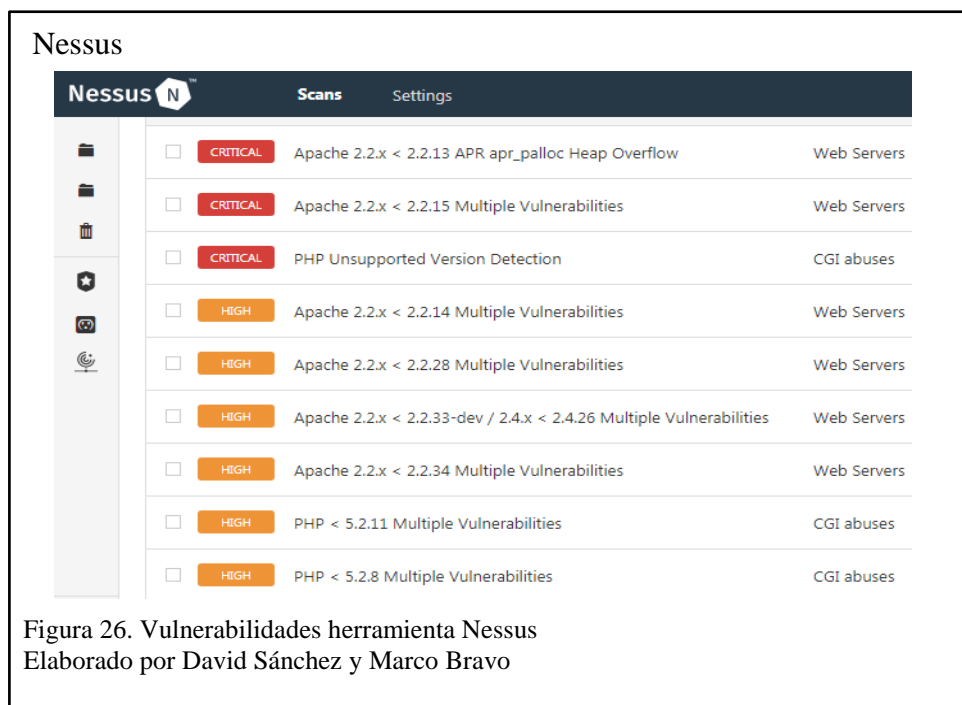 Nessus
Nessus N ™ Scans Settings
CRITICAL Apache 2.2.x < 2.2.13 APR apr_palloc Heap Overflow Web Servers
CRITICAL Apache 2.2.x < 2.2.15 Multiple Vulnerabilities Web Servers
CRITICAL PHP Unsupported Version Detection CGI abuses
HIGH Apache 2.2.x < 2.2.14 Multiple Vulnerabilities Web Servers
HIGH Apache 2.2.x < 2.2.28 Multiple Vulnerabilities Web Servers
HIGH Apache 2.2.x < 2.2.33-dev / 2.4.x < 2.4.26 Multiple Vulnerabilities Web Servers
HIGH Apache 2.2.x < 2.2.34 Multiple Vulnerabilities Web Servers
HIGH PHP < 5.2.11 Multiple Vulnerabilities CGI abuses
HIGH PHP < 5.2.8 Multiple Vulnerabilities CGI abuses
Figura 26. Vulnerabilidades herramienta Nessus
Elaborado por David Sánchez y Marco Bravo